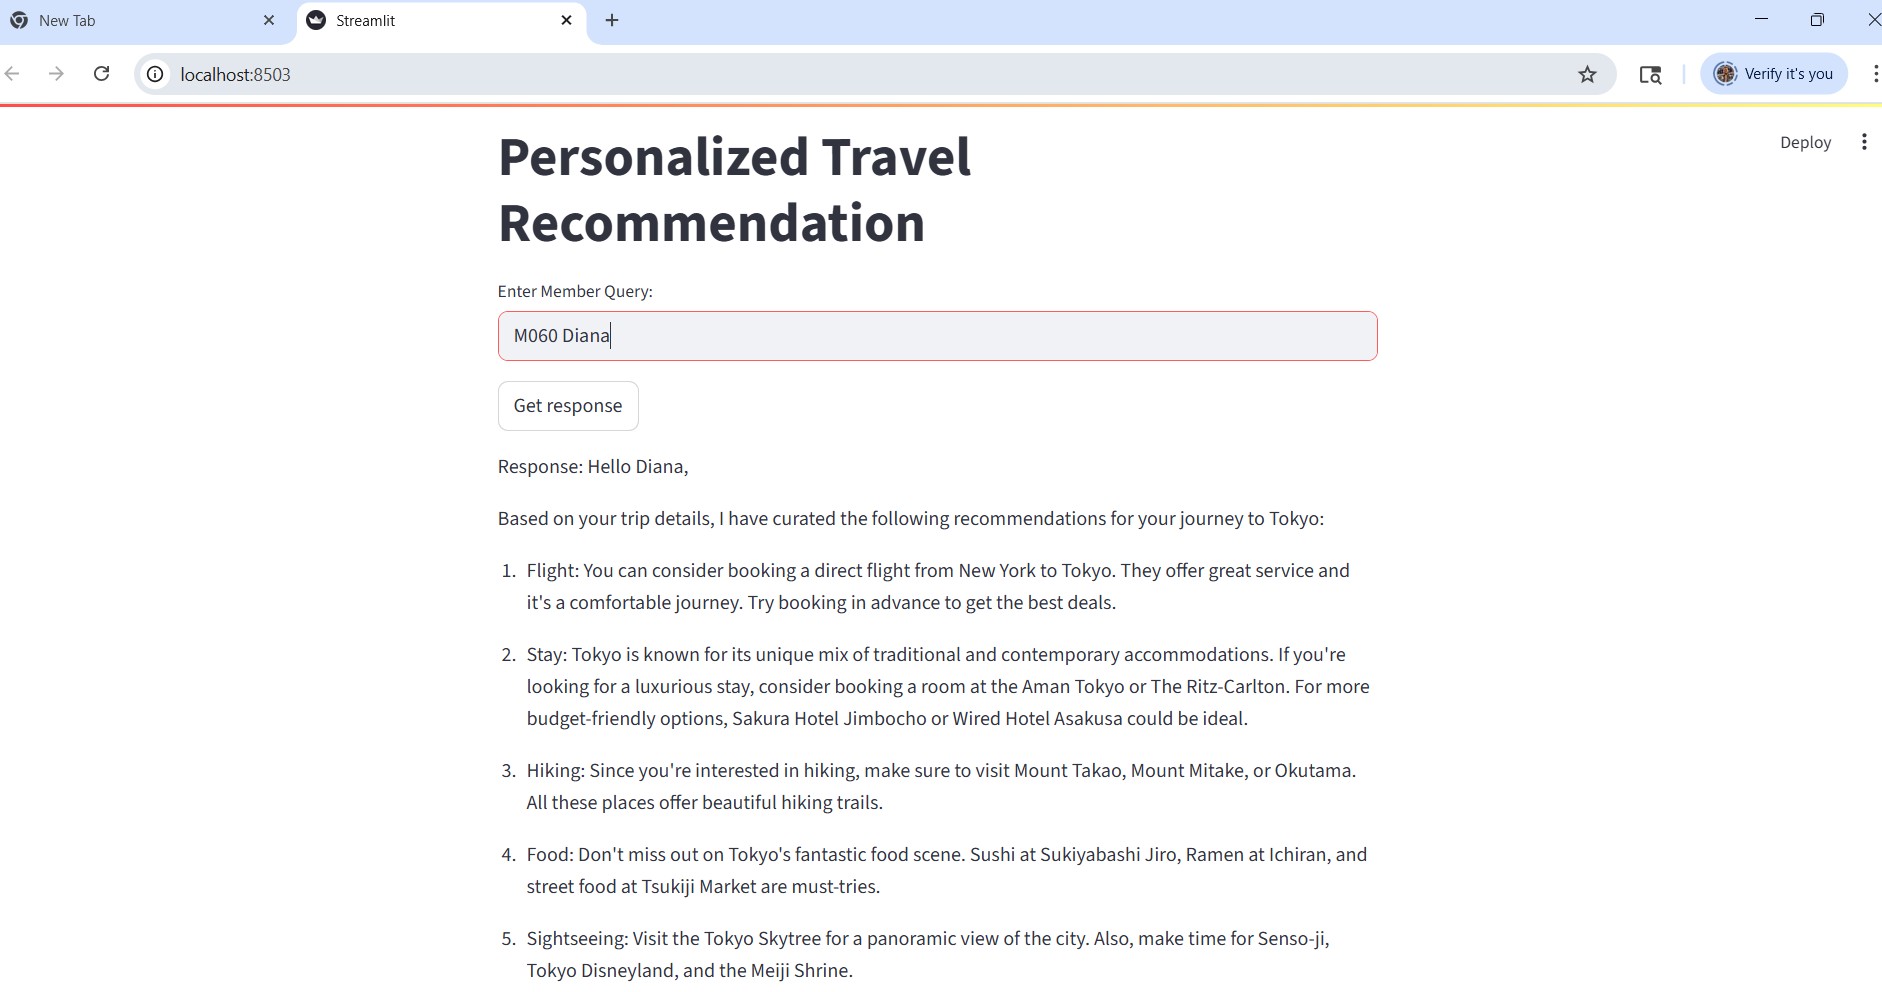 New Tab
Streamlit
localhost:8503
Verify it's you
Deploy
Personalized Travel
Recommendation
Enter Member Query:
M060 Diana
Get response
Response: Hello Diana,
Based on your trip details, I have curated the following recommendations for your journey to Tokyo:
1. Flight: You can consider booking a direct flight from New York to Tokyo. They offer great service and
it's a comfortable journey. Try booking in advance to get the best deals.
2. Stay: Tokyo is known for its unique mix of traditional and contemporary accommodations. If you're
looking for a luxurious stay, consider booking a room at the Aman Tokyo or The Ritz-Carlton. For more
budget-friendly options, Sakura Hotel Jimbocho or Wired Hotel Asakusa could be ideal.
3. Hiking: Since you're interested in hiking, make sure to visit Mount Takao, Mount Mitake, or Okutama.
All these places offer beautiful hiking trails.
4. Food: Don't miss out on Tokyo's fantastic food scene. Sushi at Sukiyabashi Jiro, Ramen at Ichiran, and
street food at Tsukiji Market are must-tries.
5. Sightseeing: Visit the Tokyo Skytree for a panoramic view of the city. Also, make time for Senso-ji,
Tokyo Disneyland, and the Meiji Shrine.